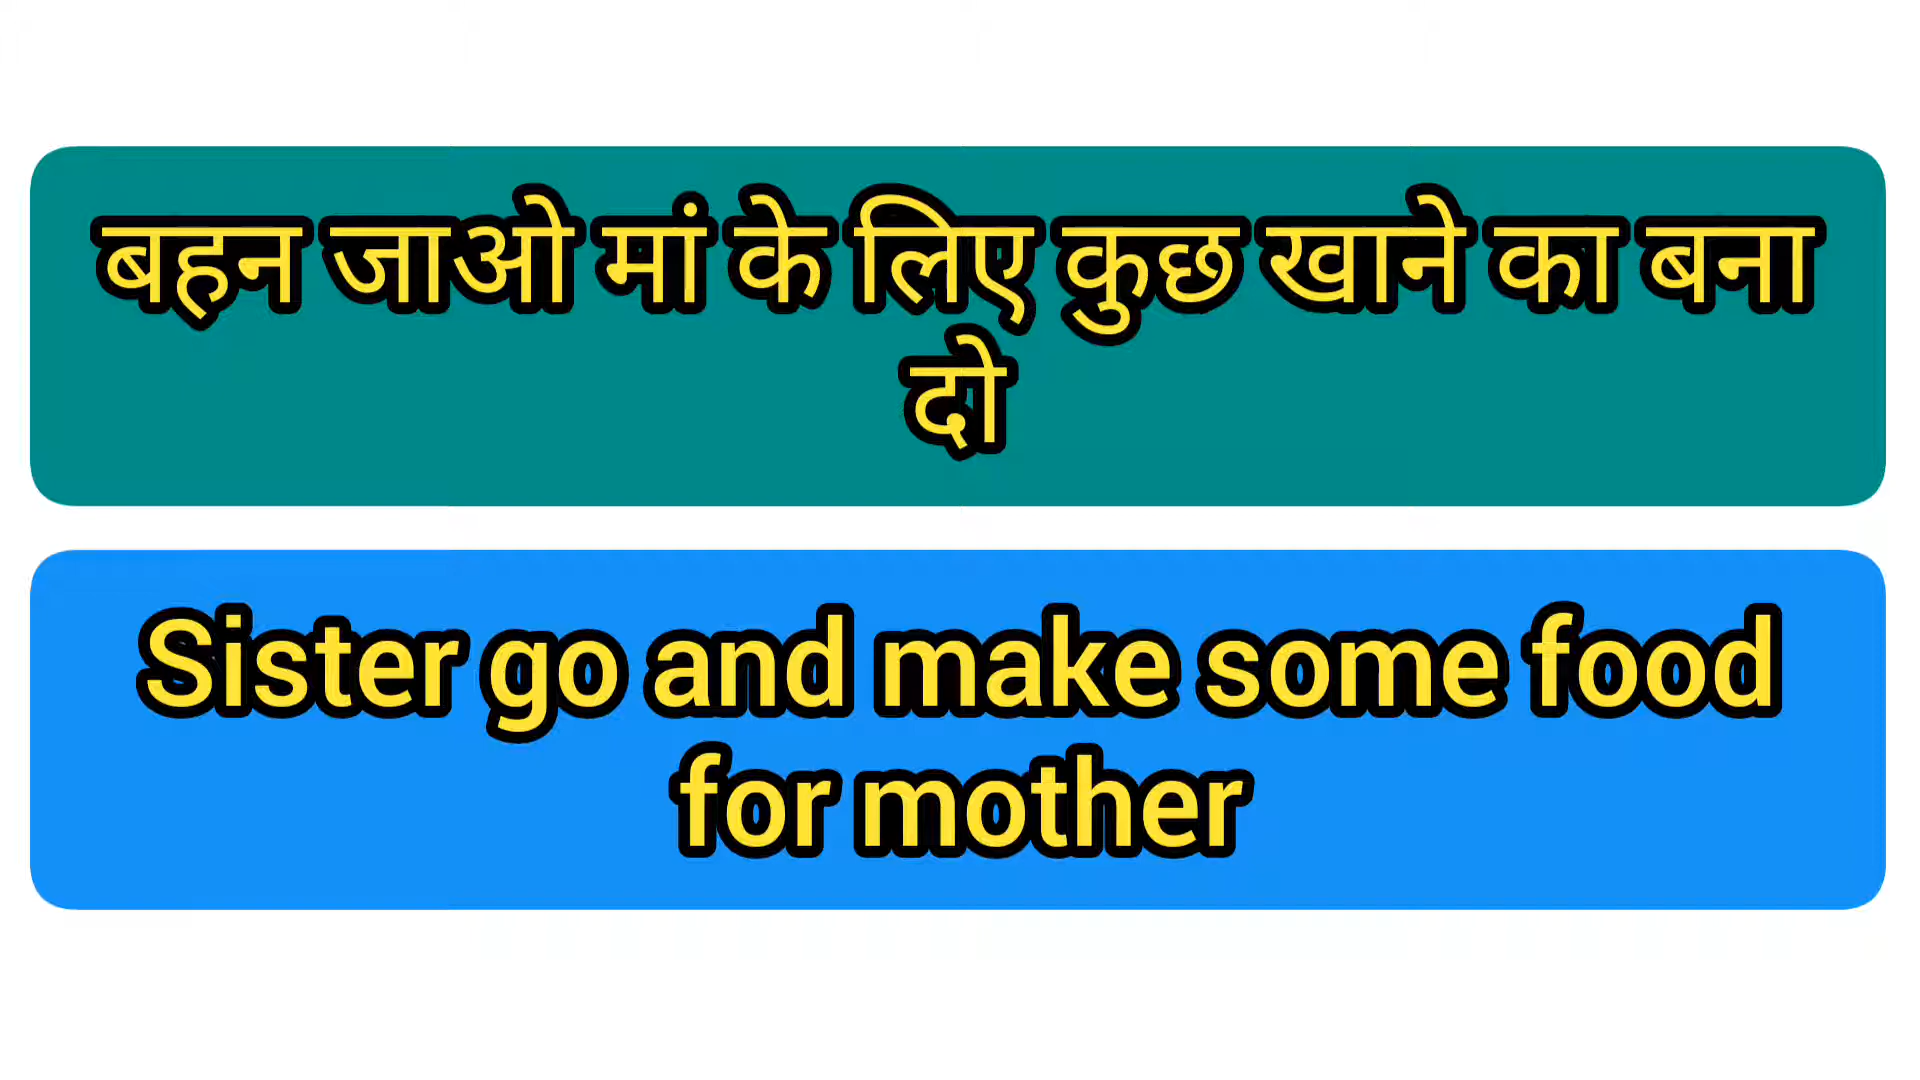 बहन जाओ मां के लिए कुछ खाने का बना
दो
Sister go and make some food
for mother